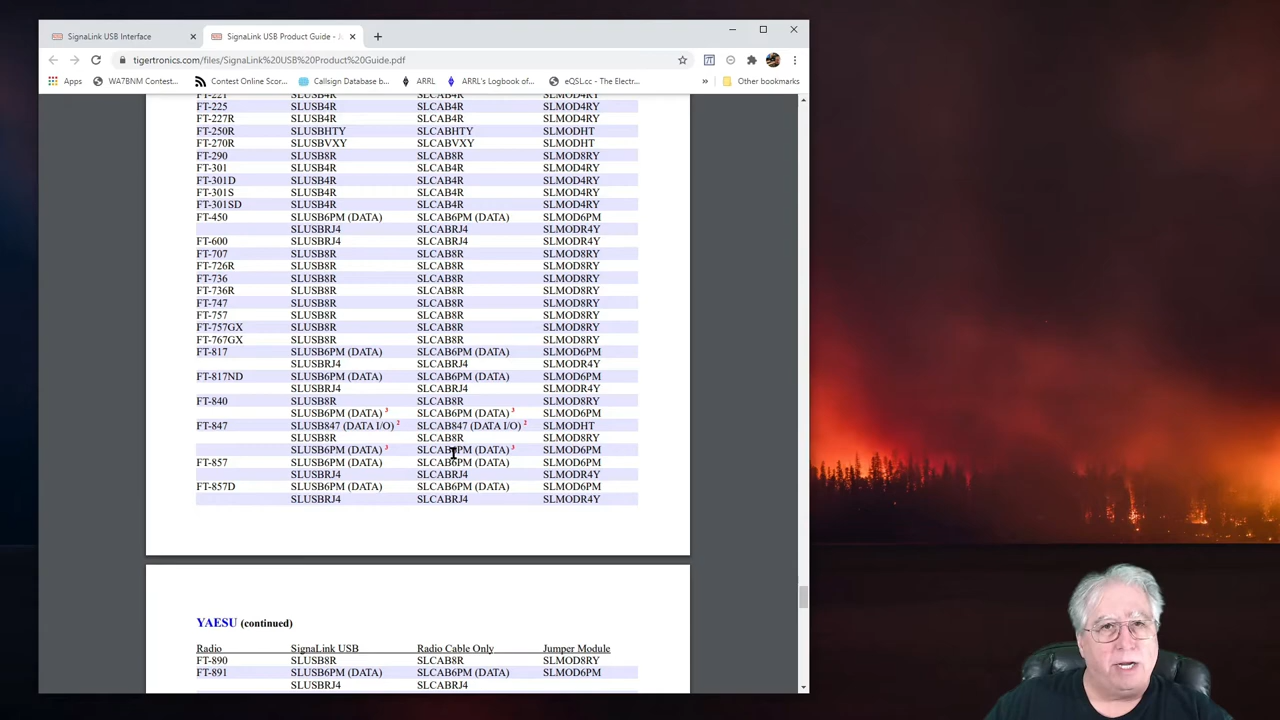 SignaLink USB Interface
SignaLink USB Product Guide - J
tigertronics.com/files/SignaLink%20USB%20Product%20Guide.pdf
Apps WA7BNM Contest... Contest Online Scor... Callsign Database b... ARRL ARRL's Logbook of... eQSL.cc - The Electr... » Other bookmarks
FT-221 SLUSB4R SLCAB4R SLMOD4RY
FT-225 SLUSB4R SLCAB4R SLMOD4RY
FT-227R SLUSB4R SLCAB4R SLMOD4RY
FT-250R SLUSBHTY SLCABHTY SLMODHT
FT-270R SLUSBVXY SLCABVXY SLMODHT
FT-290 SLUSB8R SLCAB8R SLMOD8RY
FT-301 SLUSB4R SLCAB4R SLMOD4RY
FT-301D SLUSB4R SLCAB4R SLMOD4RY
FT-301S SLUSB4R SLCAB4R SLMOD4RY
FT-301SD SLUSB4R SLCAB4R SLMOD4RY
FT-450 SLUSB6PM (DATA) SLCAB6PM (DATA) SLMOD6PM
SLUSBRJ4 SLCABRJ4 SLMODR4Y
FT-600 SLUSBRJ4 SLCABRJ4 SLMODR4Y
FT-707 SLUSB8R SLCAB8R SLMOD8RY
FT-726R SLUSB8R SLCAB8R SLMOD8RY
FT-736 SLUSB8R SLCAB8R SLMOD8RY
FT-736R SLUSB8R SLCAB8R SLMOD8RY
FT-747 SLUSB8R SLCAB8R SLMOD8RY
FT-757 SLUSB8R SLCAB8R SLMOD8RY
FT-757GX SLUSB8R SLCAB8R SLMOD8RY
FT-767GX SLUSB8R SLCAB8R SLMOD8RY
FT-817 SLUSB6PM (DATA) SLCAB6PM (DATA) SLMOD6PM
SLUSBRJ4 SLCABRJ4 SLMODR4Y
FT-817ND SLUSB6PM (DATA) SLCAB6PM (DATA) SLMOD6PM
SLUSBRJ4 SLCABRJ4 SLMODR4Y
FT-840 SLUSB8R SLCAB8R SLMOD8RY
SLUSB6PM (DATA) 3 SLCAB6PM (DATA) 3 SLMOD6PM
FT-847 SLUSB847 (DATA I/O) 2 SLCAB847 (DATA I/O) 2 SLMODHT
SLUSB8R SLCAB8R SLMOD8RY
SLUSB6PM (DATA) 3 SLCAB6PM (DATA) 3 SLMOD6PM
FT-857 SLUSB6PM (DATA) SLCAB6PM (DATA) SLMOD6PM
SLUSBRJ4 SLCABRJ4 SLMODR4Y
FT-857D SLUSB6PM (DATA) SLCAB6PM (DATA) SLMOD6PM
SLUSBRJ4 SLCABRJ4 SLMODR4Y
YAESU (continued)
Radio SignaLink USB Radio Cable Only Jumper Module
FT-890 SLUSB8R SLCAB8R SLMOD8RY
FT-891 SLUSB6PM (DATA) SLCAB6PM (DATA) SLMOD6PM
SLUSBRJ4 SLCABRJ4